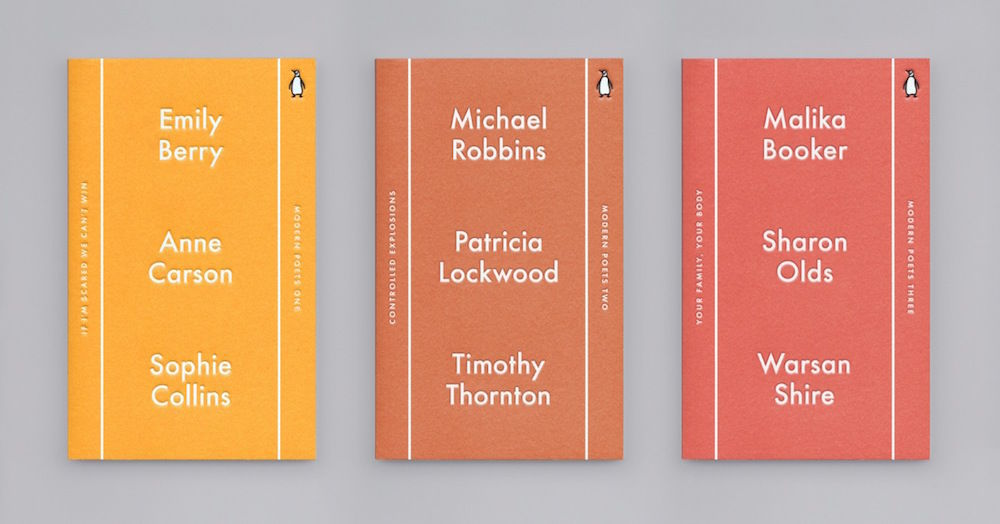 IF I'M SCARED WE CAN'T WIN
Emily
Berry
Anne
Carson
Sophie
Collins
MODERN POETS ONE
CONTROLLED EXPLOSIONS
Michael
Robbins
Patricia
Lockwood
Timothy
Thornton
MODERN POETS TWO
YOUR FAMILY, YOUR BODY
Malika
Booker
Sharon
Olds
Warsan
Shire
MODERN POETS THREE